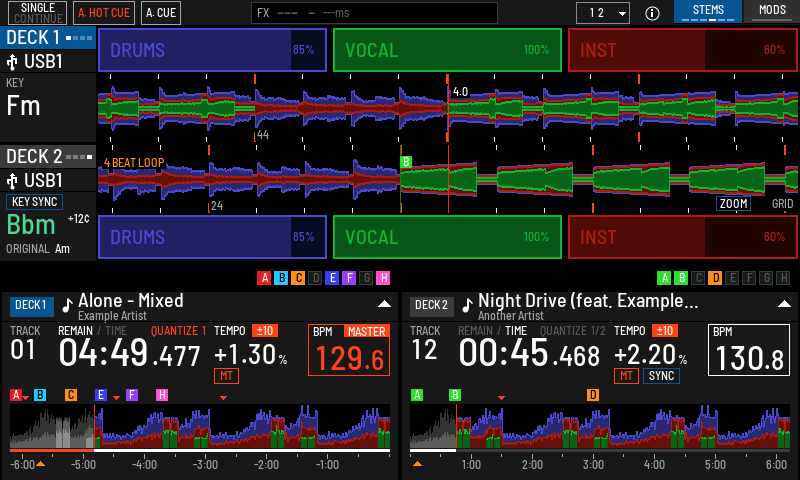 SINGLE
CONTINUE
A. HOT CUE
A. CUE
FX --- - ---ms
1 2
STEMS
MODS
DECK 1
USB1
KEY
Fm
DRUMS 85%
VOCAL 100%
INST 60%
4.0
44
DECK 2
USB1
KEY SYNC
Bbm +12¢
ORIGINAL Am
4 BEAT LOOP
B
24
ZOOM
GRID
DRUMS 85%
VOCAL 100%
INST 60%
A B C D E F G H
A B C D E F G H
DECK 1
Alone - Mixed
Example Artist
TRACK
01
REMAIN / TIME
QUANTIZE 1
04:49.477
TEMPO ±10
+1.30%
MT
BPM MASTER
129.6
A B C E F H
-6:00 -5:00 -4:00 -3:00 -2:00 -1:00
DECK 2
Night Drive (feat. Example...
Another Artist
TRACK
12
REMAIN / TIME
QUANTIZE 1/2
00:45.468
TEMPO ±10
+2.20%
MT SYNC
BPM
130.8
A B D
1:00 2:00 3:00 4:00 5:00 6:00